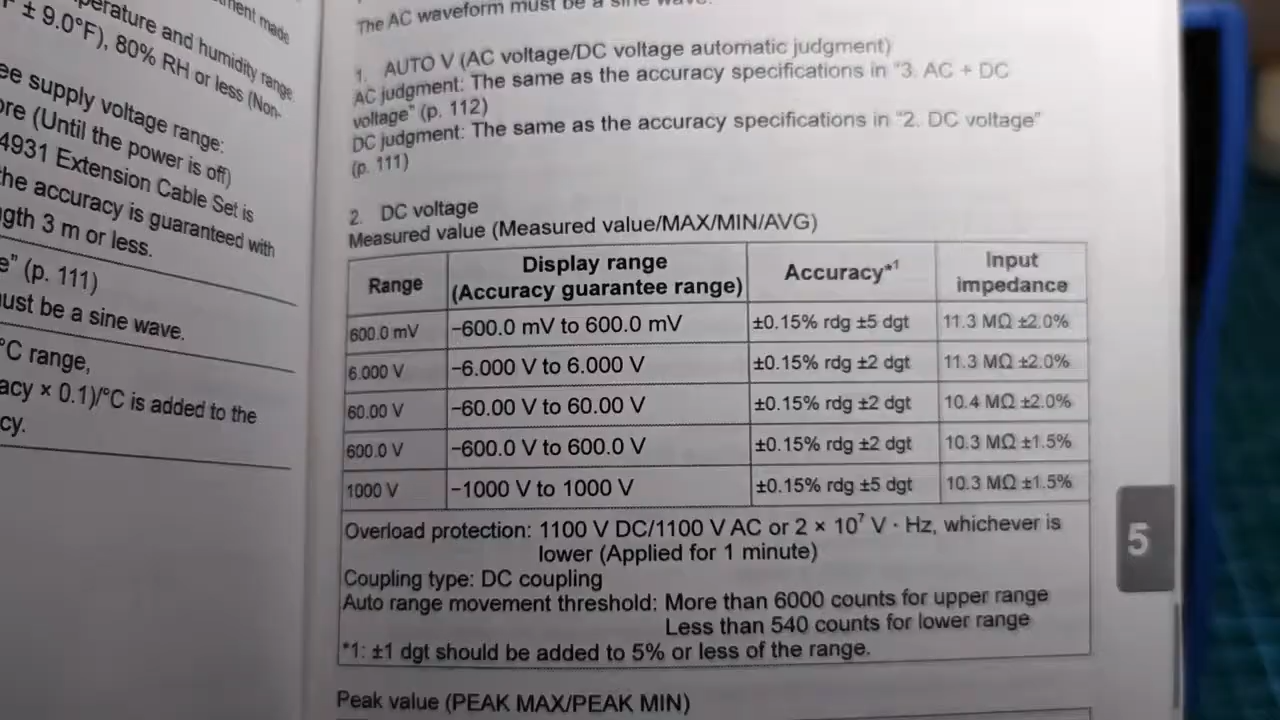 ment made
perature and humidity range
± 9.0°F), 80% RH or less (Non-
ee supply voltage range:
ore (Until the power is off)
4931 Extension Cable Set is
the accuracy is guaranteed with
gth 3 m or less.
e” (p. 111)
ust be a sine wave.
°C range,
acy × 0.1)/°C is added to the
cy.
The AC waveform must be a sine wave.
1. AUTO V (AC voltage/DC voltage automatic judgment)
AC judgment: The same as the accuracy specifications in “3. AC + DC
voltage” (p. 112)
DC judgment: The same as the accuracy specifications in “2. DC voltage”
(p. 111)
2. DC voltage
Measured value (Measured value/MAX/MIN/AVG)
Range Display range (Accuracy guarantee range) Accuracy*1 Input impedance
600.0 mV −600.0 mV to 600.0 mV ±0.15% rdg ±5 dgt 11.3 MΩ ±2.0%
6.000 V −6.000 V to 6.000 V ±0.15% rdg ±2 dgt 11.3 MΩ ±2.0%
60.00 V −60.00 V to 60.00 V ±0.15% rdg ±2 dgt 10.4 MΩ ±2.0%
600.0 V −600.0 V to 600.0 V ±0.15% rdg ±2 dgt 10.3 MΩ ±1.5%
1000 V −1000 V to 1000 V ±0.15% rdg ±5 dgt 10.3 MΩ ±1.5%
Overload protection: 1100 V DC/1100 V AC or 2 × 10⁷ V · Hz, whichever is
lower (Applied for 1 minute)
Coupling type: DC coupling
Auto range movement threshold: More than 6000 counts for upper range
Less than 540 counts for lower range
*1: ±1 dgt should be added to 5% or less of the range.
Peak value (PEAK MAX/PEAK MIN)
5